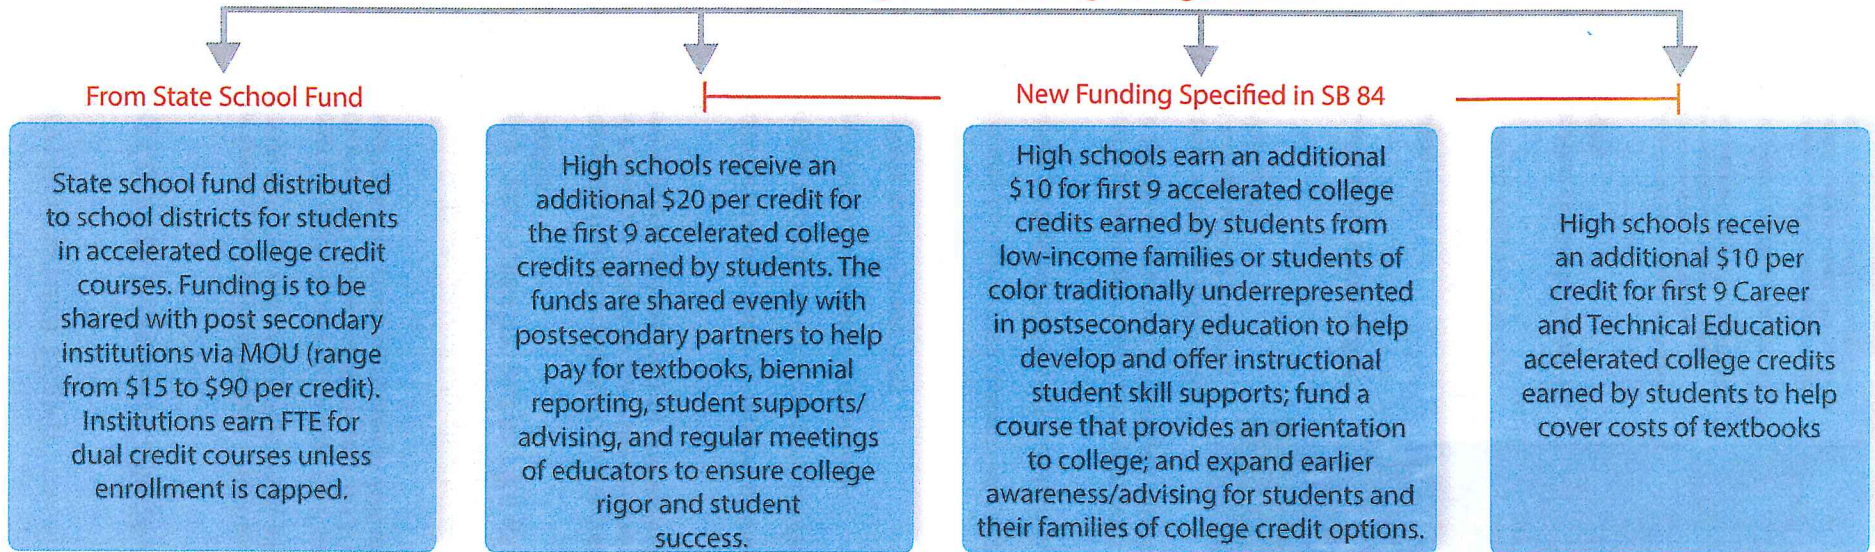 From State School Fund
New Funding Specified in SB 84
State school fund distributed
to school districts for students
in accelerated college credit
courses. Funding is to be
shared with post secondary
institutions via MOU (range
from $15 to $90 per credit).
Institutions earn FTE for
dual credit courses unless
enrollment is capped.
High schools receive an
additional $20 per credit for
the first 9 accelerated college
credits earned by students. The
funds are shared evenly with
postsecondary partners to help
pay for textbooks, biennial
reporting, student supports/
advising, and regular meetings
of educators to ensure college
rigor and student
success.
High schools earn an additional
$10 for first 9 accelerated college
credits earned by students from
low-income families or students of
color traditionally underrepresented
in postsecondary education to help
develop and offer instructional
student skill supports; fund a
course that provides an orientation
to college; and expand earlier
awareness/advising for students and
their families of college credit options.
High schools receive
an additional $10 per
credit for first 9 Career
and Technical Education
accelerated college credits
earned by students to help
cover costs of textbooks